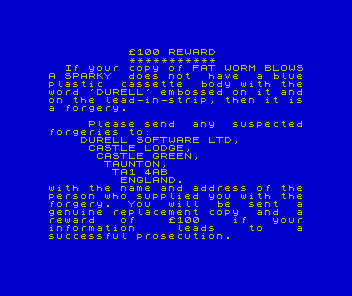 £100 REWARD
***********
If your copy of FAT WORM BLOWS
A SPARKY does not have a blue
plastic cassette body with the
word 'DURELL' embossed on it and
on the lead-in-strip, then it is
a forgery.
Please send any suspected
forgeries to:
DURELL SOFTWARE LTD,
CASTLE LODGE,
CASTLE GREEN,
TAUNTON,
TA1 4AB
ENGLAND.
with the name and address of the
person who supplied you with the
forgery. You will be sent a
genuine replacement copy and a
reward of £100 if your
information leads to a
successful prosecution.